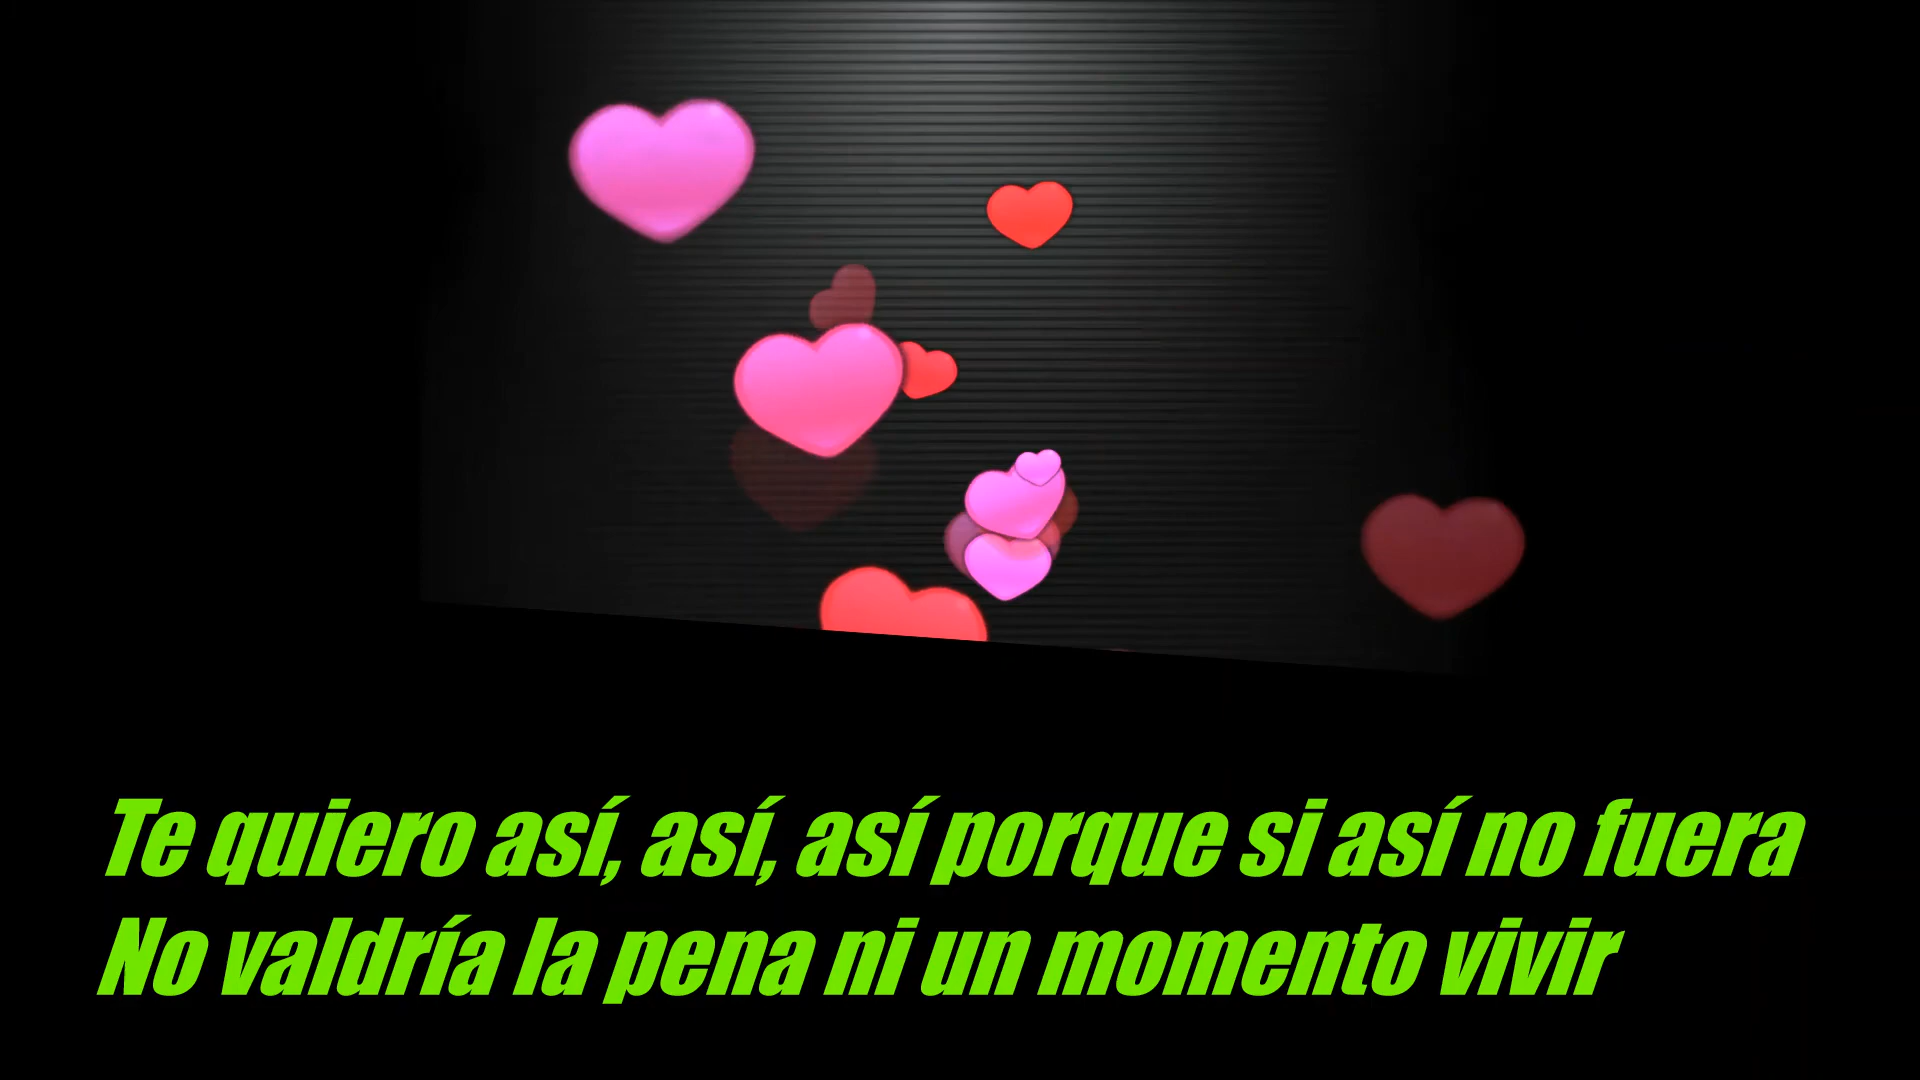 Te quiero así, así, así porque si así no fuera
No valdría la pena ni un momento vivir